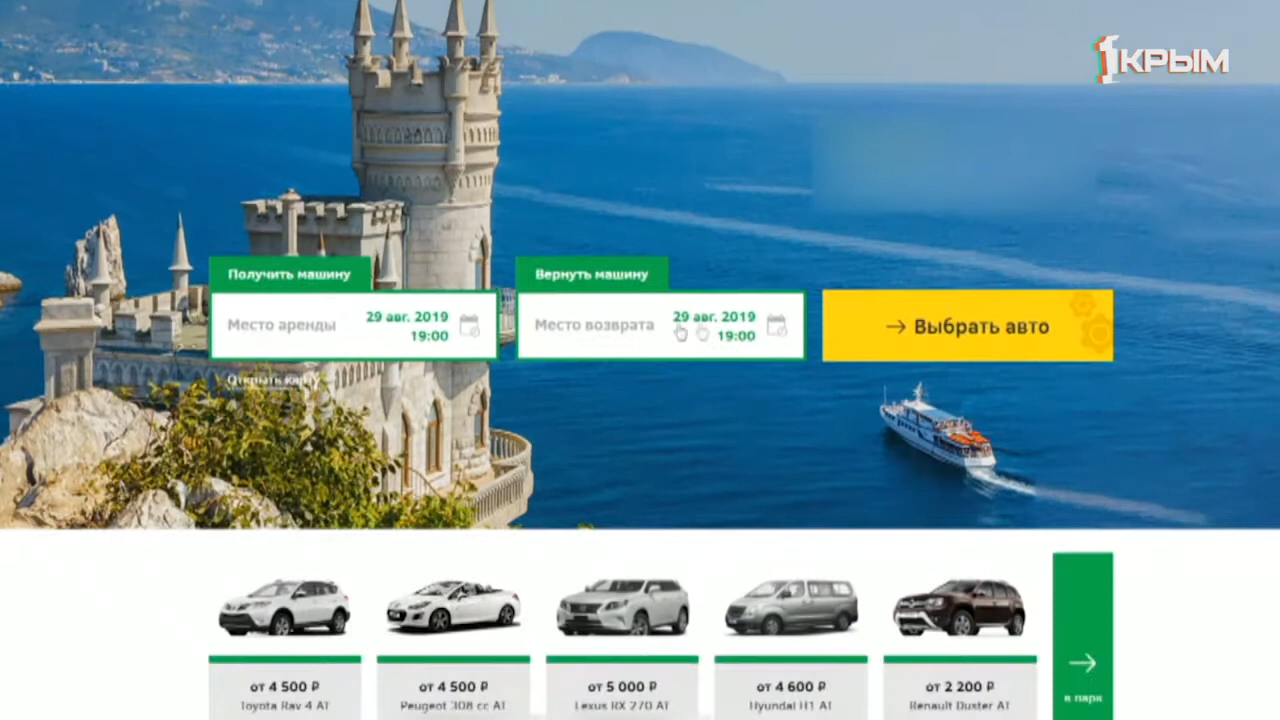 1КРЫМ
Получить машину
Вернуть машину
Место аренды
29 авг. 2019
19:00
Место возврата
29 авг. 2019
19:00
→ Выбрать авто
Открыть карту
от 4 500 ₽
Toyota Rav 4 AT
от 4 500 ₽
Peugeot 308 cc AT
от 5 000 ₽
Lexus RX 270 AT
от 4 600 ₽
Hyundai H1 AT
от 2 200 ₽
Renault Duster AT
в парк